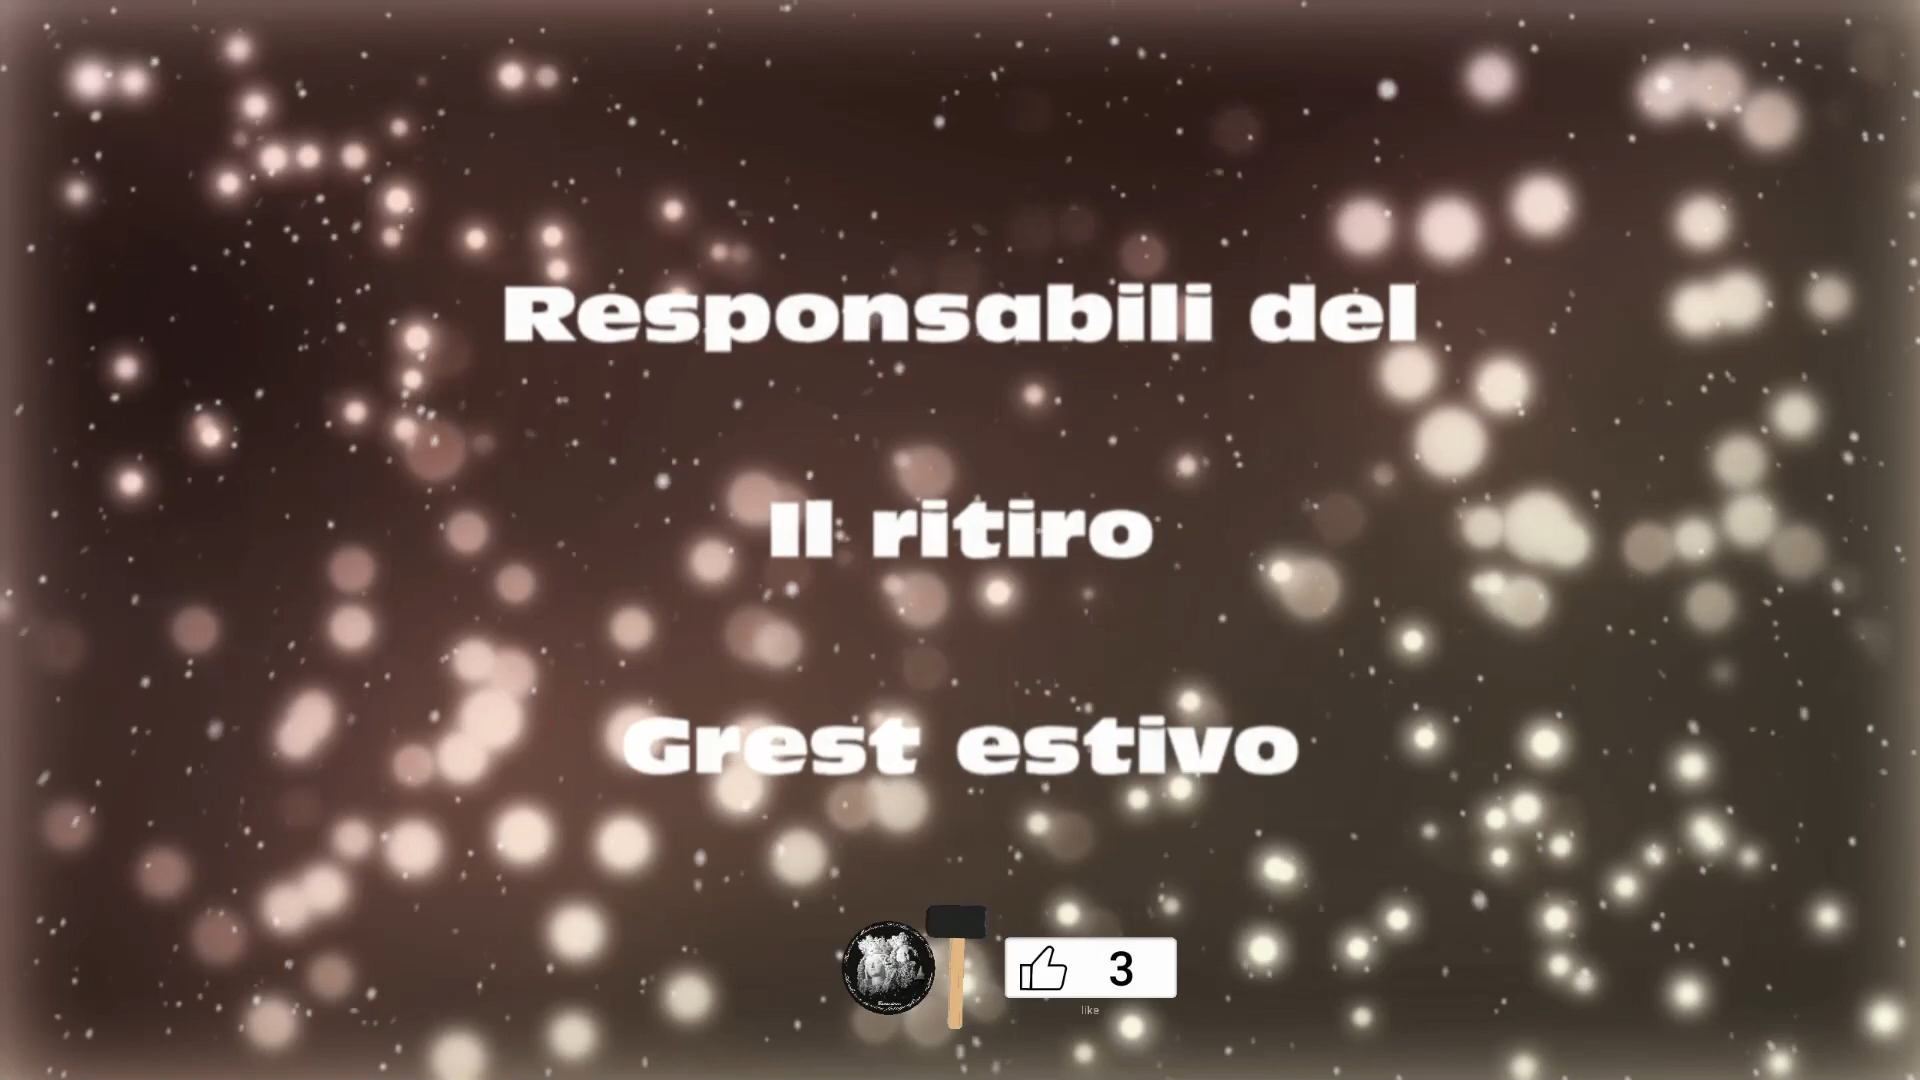 Responsabili del
Il ritiro
Grest estivo
3
like